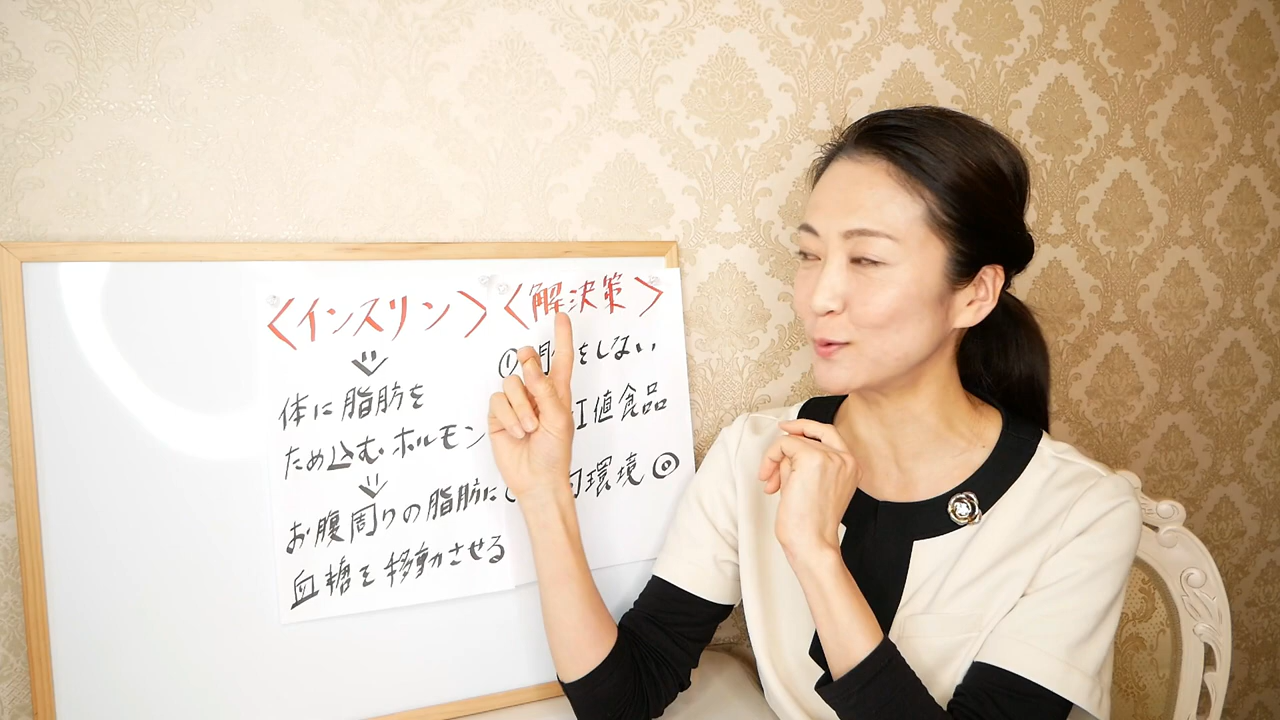 〈インスリン〉
体に脂肪を
ため込むホルモン
お腹周りの脂肪に
血糖を移動させる
〈解決策〉
① をしない
値食品
環境◎